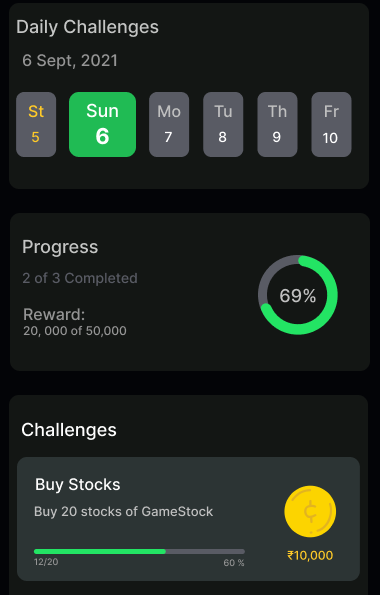 Daily Challenges
6 Sept, 2021
St Sun Mo Tu Th Fr
5 6 7 8 9 10
Progress
2 of 3 Completed
69%
Reward:
20, 000 of 50,000
Challenges
Buy Stocks
Buy 20 stocks of GameStock
12/20 60 %
₹10,000